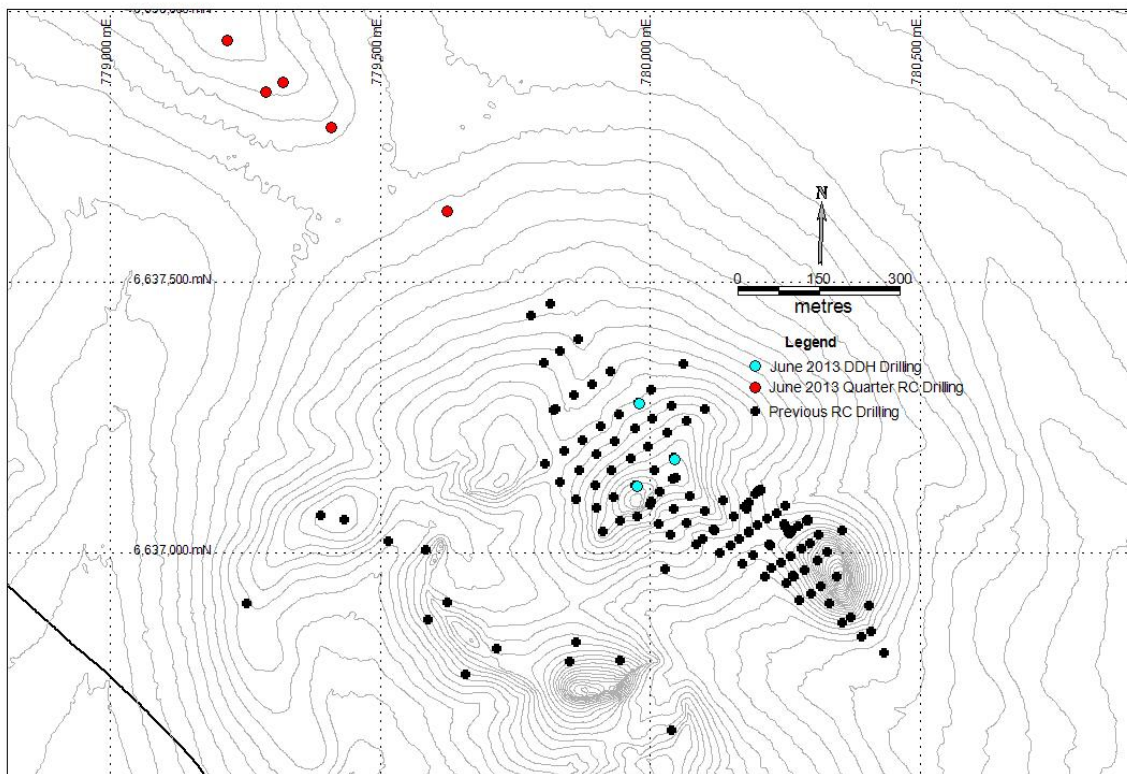 779,000 mE
779,500 mE
780,000 mE
780,500 mE
N
6,637,500 mN
0 150 300
metres
Legend
June 2013 DDH Drilling
June 2013 Quarter RC Drilling
Previous RC Drilling
6,637,000 mN